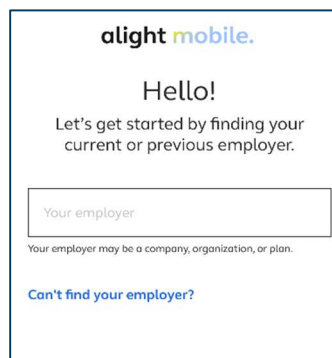 alight mobile.
Hello!
Let's get started by finding your
current or previous employer.
Your employer
Your employer may be a company, organization, or plan.
Can't find your employer?